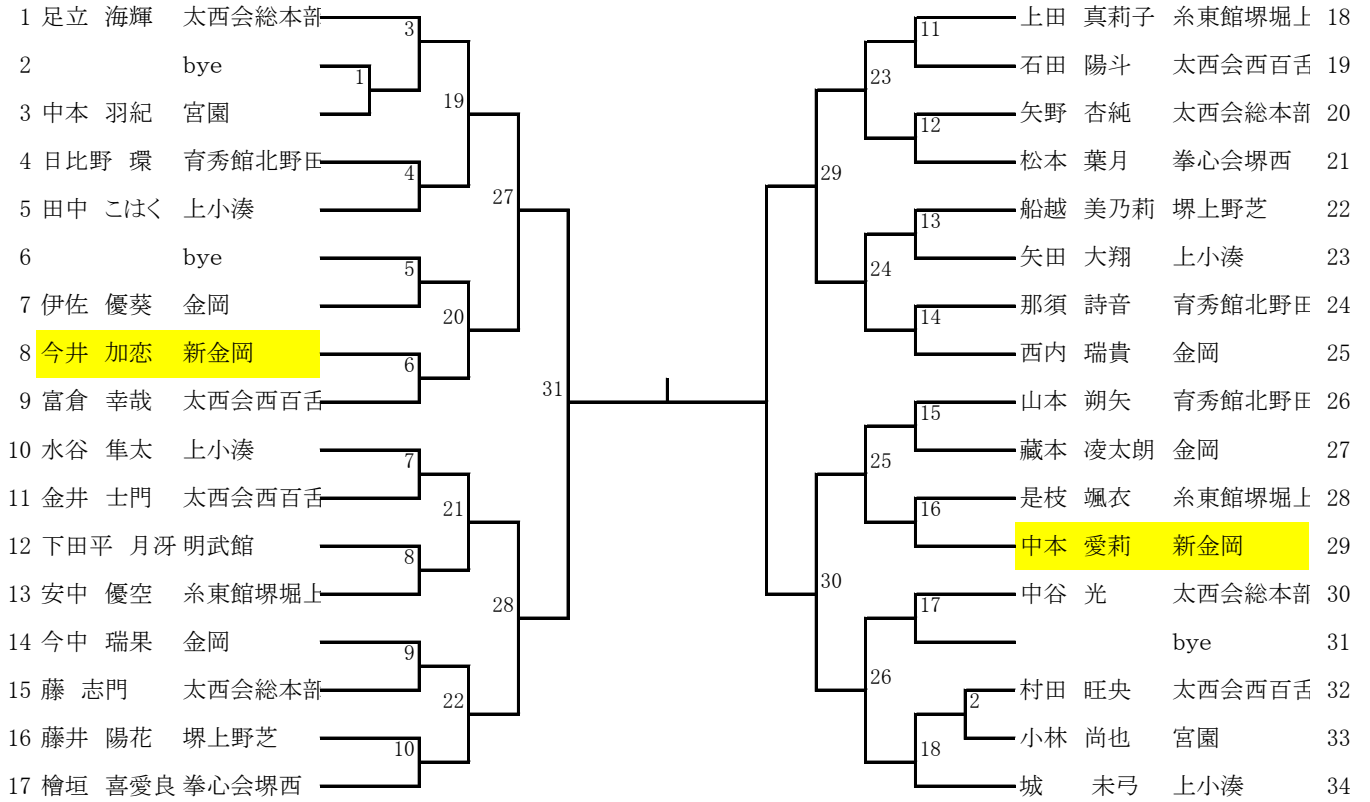 1 足立 海輝 太西会総本部
2 bye
3 中本 羽紀 宮園
4 日比野 環 育秀館北野田
5 田中 こはく 上小湊
6 bye
7 伊佐 優葵 金岡
8 今井 加恋 新金岡
9 富倉 幸哉 太西会西百舌
10 水谷 隼太 上小湊
11 金井 士門 太西会西百舌
12 下田平 月冴 明武館
13 安中 優空 糸東館堺堀上
14 今中 瑞果 金岡
15 藤 志門 太西会総本部
16 藤井 陽花 堺上野芝
17 檜垣 喜愛良 拳心会堺西
3
1
19
4
27
5
20
6
31
7
21
8
28
9
22
10
11
23
12
29
13
24
14
15
25
16
30
17
26
2
18
上田 真莉子 糸東館堺堀上 18
石田 陽斗 太西会西百舌 19
矢野 杏純 太西会総本部 20
松本 葉月 拳心会堺西 21
船越 美乃莉 堺上野芝 22
矢田 大翔 上小湊 23
那須 詩音 育秀館北野田 24
西内 瑞貴 金岡 25
山本 朔矢 育秀館北野田 26
藏本 凌太朗 金岡 27
是枝 颯衣 糸東館堺堀上 28
中本 愛莉 新金岡 29
中谷 光 太西会総本部 30
bye 31
村田 旺央 太西会西百舌 32
小林 尚也 宮園 33
城 未弓 上小湊 34